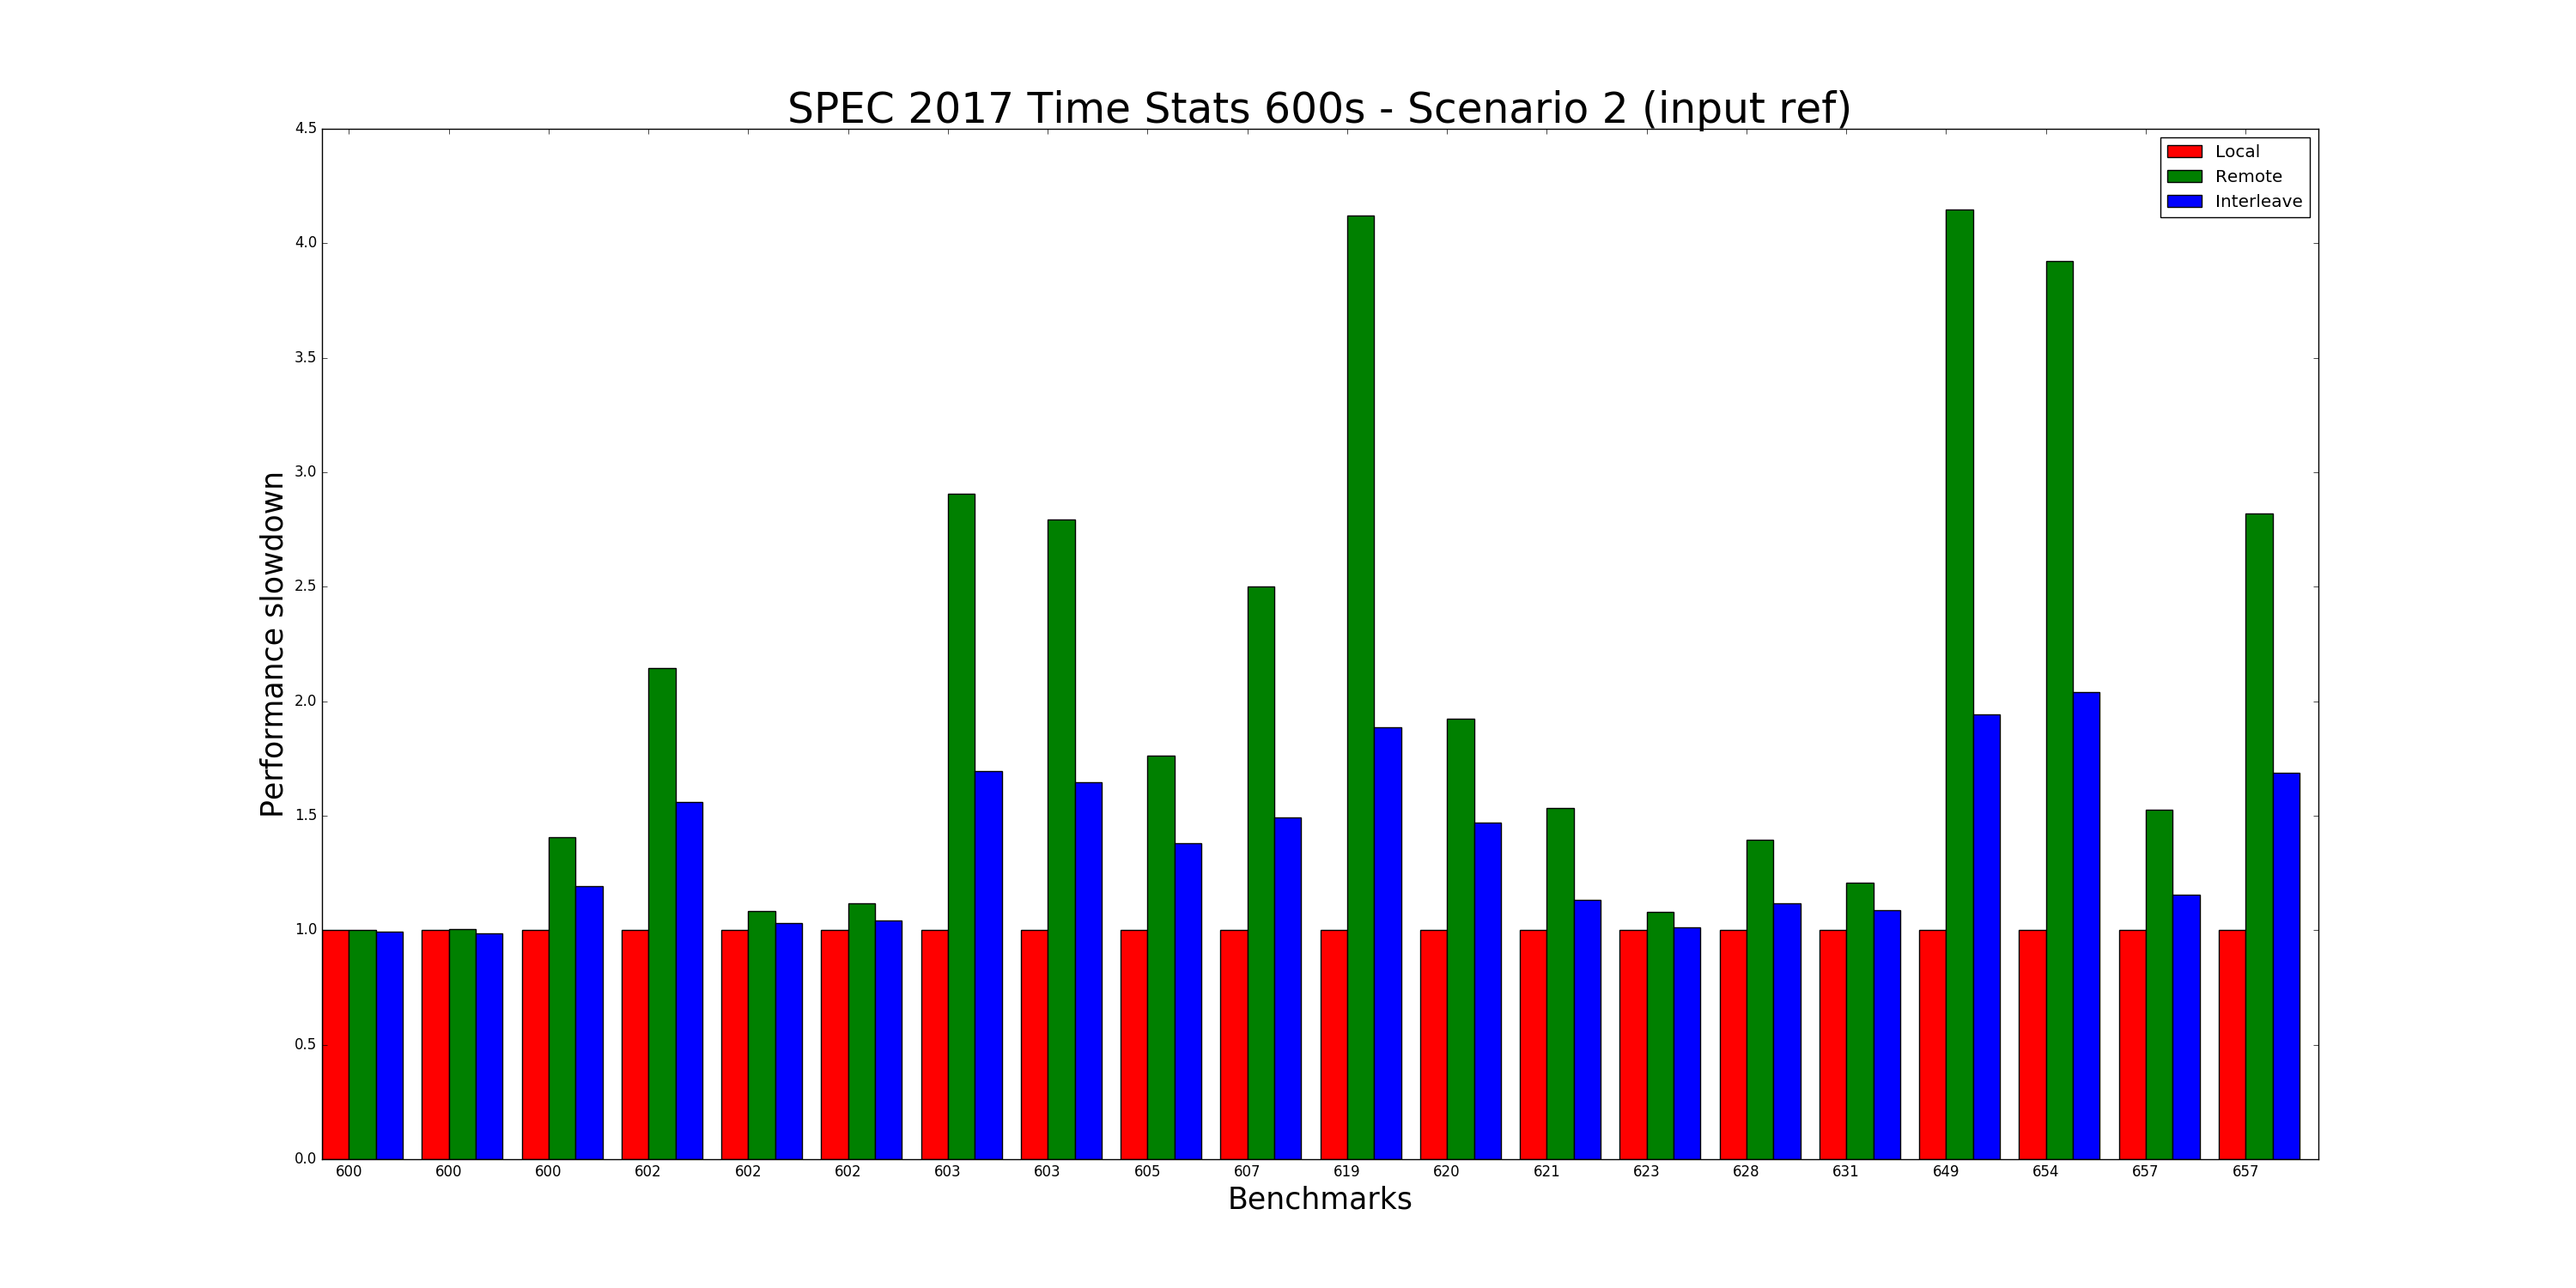 SPEC 2017 Time Stats 600s - Scenario 2 (input ref)
Local
Remote
Interleave
Performance slowdown
4.5
4.0
3.5
3.0
2.5
2.0
1.5
1.0
0.5
0.0
600 600 600 602 602 602 603 603 605 607 619 620 621 623 628 631 649 654 657 657
Benchmarks